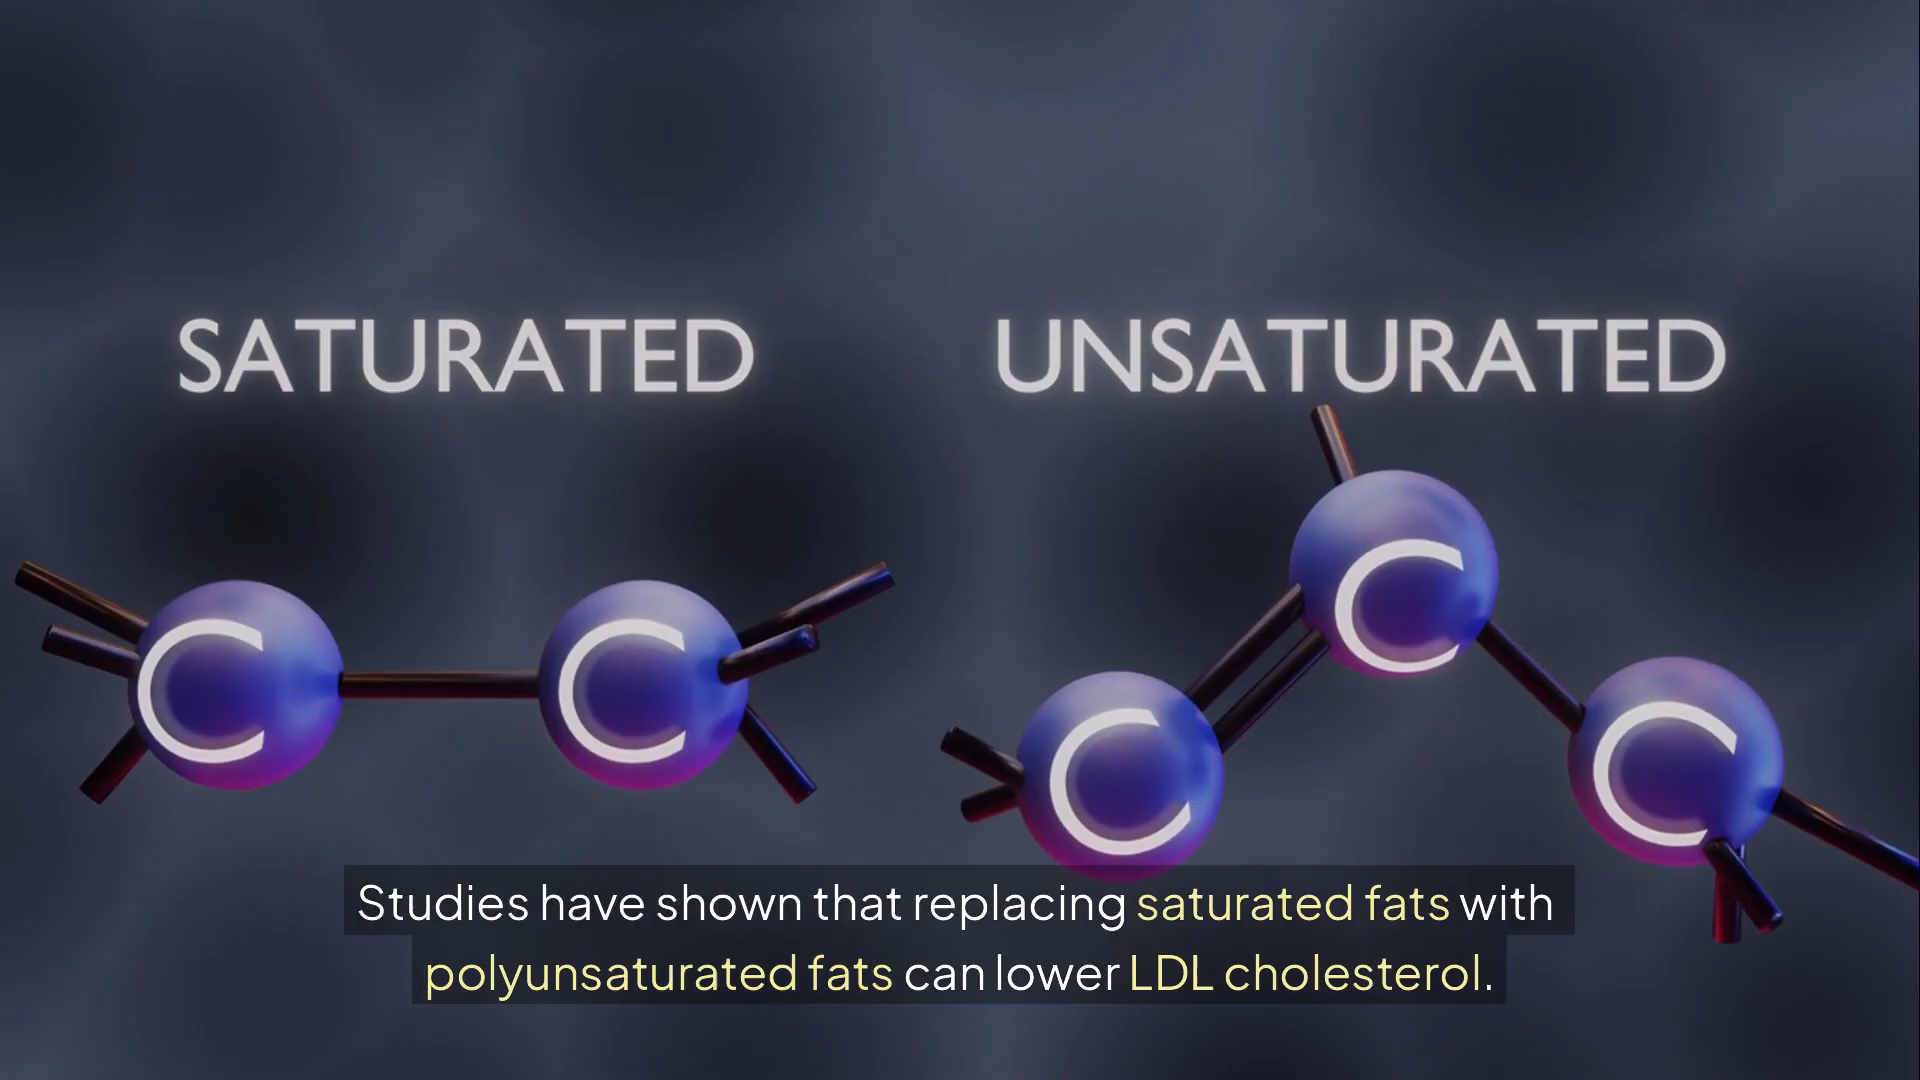 SATURATED UNSATURATED
C C C C C
Studies have shown that replacing saturated fats with
polyunsaturated fats can lower LDL cholesterol.